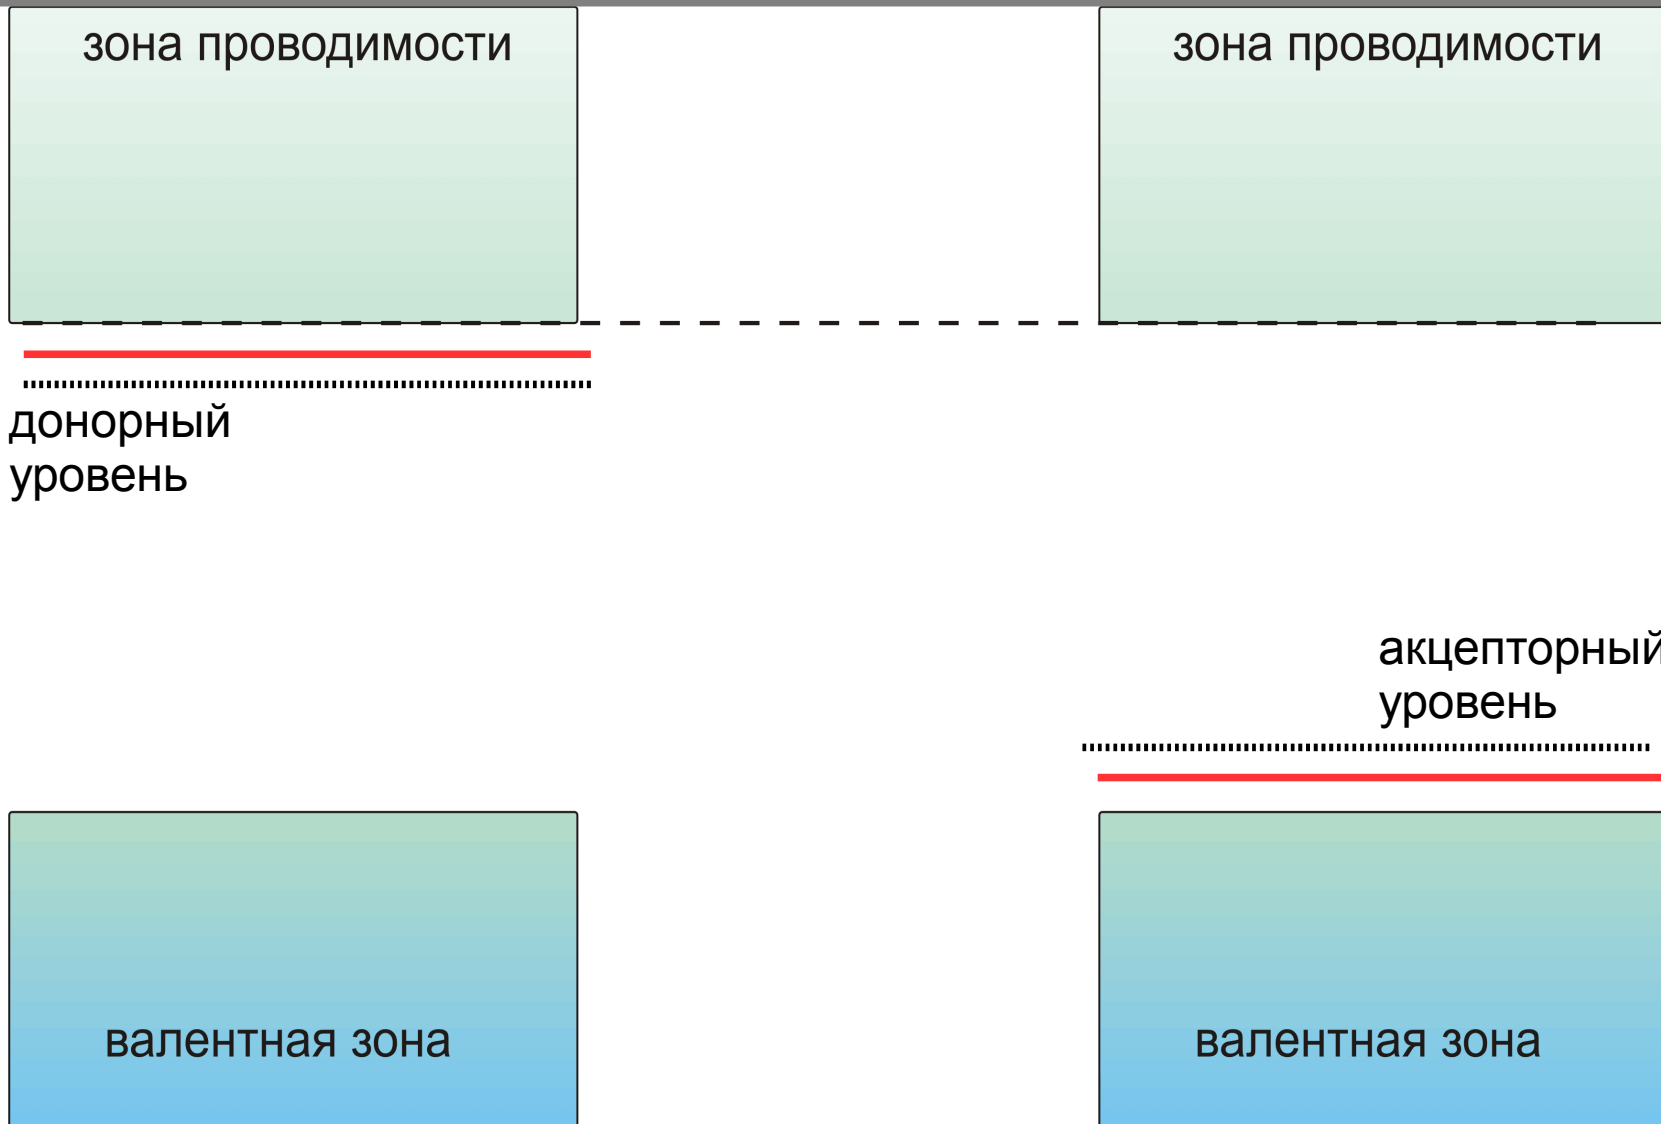 зона проводимости
зона проводимости
донорный
уровень
акцепторный
уровень
валентная зона
валентная зона